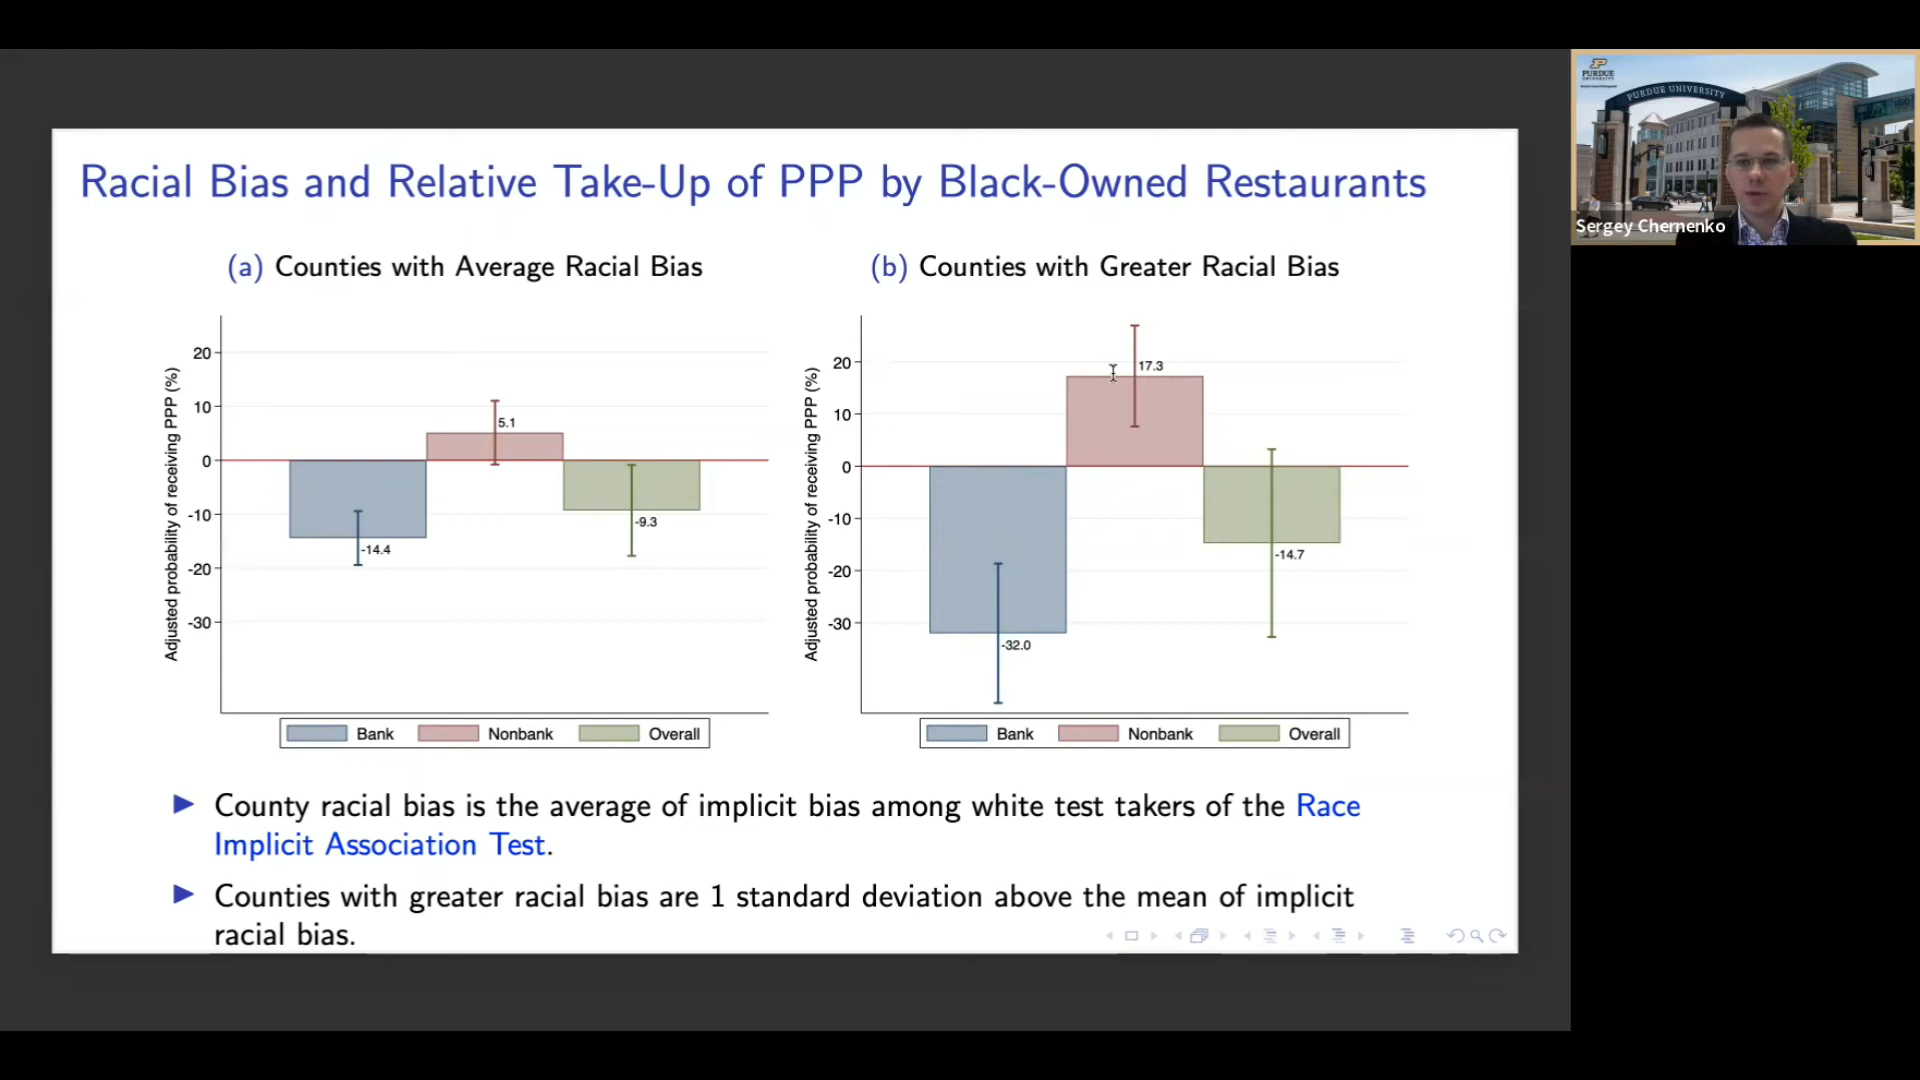 Racial Bias and Relative Take-Up of PPP by Black-Owned Restaurants
(a) Counties with Average Racial Bias
Adjusted probability of receiving PPP (%)
20
10
0
-10
-20
-30
5.1
-14.4
-9.3
Bank Nonbank Overall
(b) Counties with Greater Racial Bias
Adjusted probability of receiving PPP (%)
20
10
0
-10
-20
-30
17.3
-32.0
-14.7
Bank Nonbank Overall
County racial bias is the average of implicit bias among white test takers of the Race
Implicit Association Test.
Counties with greater racial bias are 1 standard deviation above the mean of implicit
racial bias.
P
PURDUE
UNIVERSITY
PURDUE UNIVERSITY
Sergey Chernenko